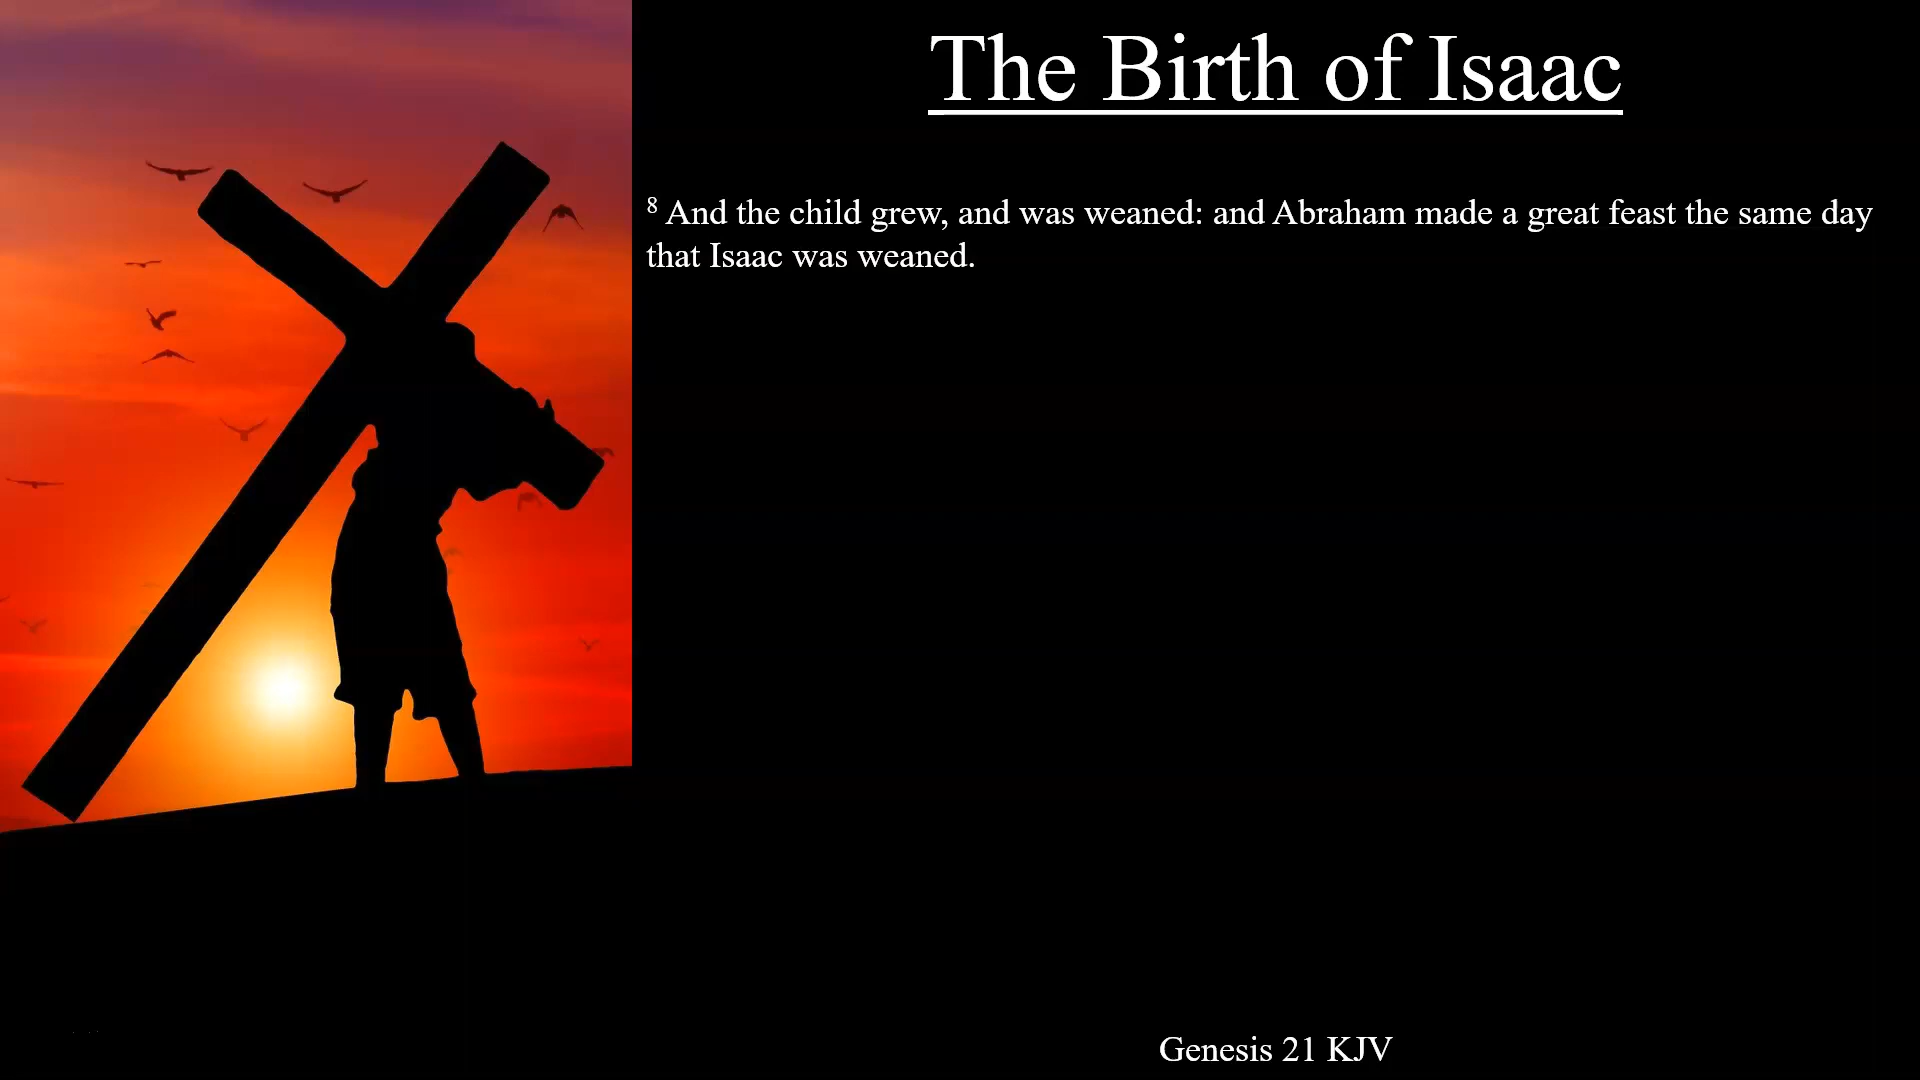 The Birth of Isaac
8 And the child grew, and was weaned: and Abraham made a great feast the same day
that Isaac was weaned.
Genesis 21 KJV